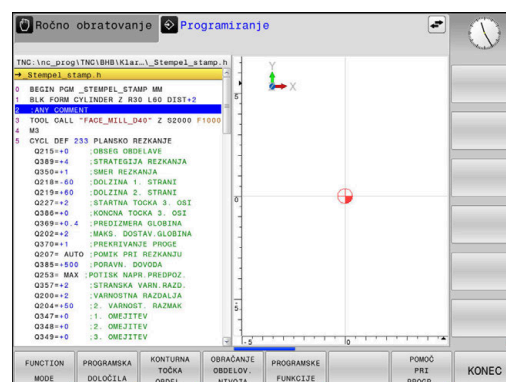 Ročno obratovanje
Programiranje
TNC:\nc_prog\TNC\BHB\Klar…\_Stempel_stamp.h
→_Stempel_stamp.h
0 BEGIN PGM _STEMPEL_STAMP MM
1 BLK FORM CYLINDER Z R30 L60 DIST+2
2 ;ANY COMMENT
3 TOOL CALL "FACE_MILL_D40" Z S2000 F1000
4 M3
5 CYCL DEF 233 PLANSKO REZKANJE
Q215=+0 ;OBSEG OBDELAVE
Q389=+4 ;STRATEGIJA REZKANJA
Q350=+1 ;SMER REZKANJA
Q218=-60 ;DOLZINA 1. STRANI
Q219=+60 ;DOLZINA 2. STRANI
Q227=+2 ;STARTNA TOCKA 3. OSI
Q386=+0 ;KONCNA TOCKA 3. OSI
Q369=+0.4 ;PREDIZMERA GLOBINA
Q202=+2 ;MAKS. DOSTAV.GLOBINA
Q370=+1 ;PREKRIVANJE PROGE
Q207= AUTO ;POMIK PRI REZKANJU
Q385=+500 ;PORAVN. DOVODA
Q253= MAX ;POTISK NAPR.PREDPOZ.
Q357=+2 ;STRANSKA VARN.RAZD.
Q200=+2 ;VARNOSTNA RAZDALJA
Q204=+50 ;2. VARNOST. RAZMAK
Q347=+0 ;1. OMEJITEV
Q348=+0 ;2. OMEJITEV
Q349=+0 ;3. OMEJITEV
Y
X
5
0
-5
-5
0
FUNCTION MODE
PROGRAMSKA DOLOČILA
KONTURNA TOČKA OBDEL.
OBRAČANJE OBDELOV. NIVOJA
PROGRAMSKE FUNKCIJE
POMOČ PRI PROGR.
KONEC